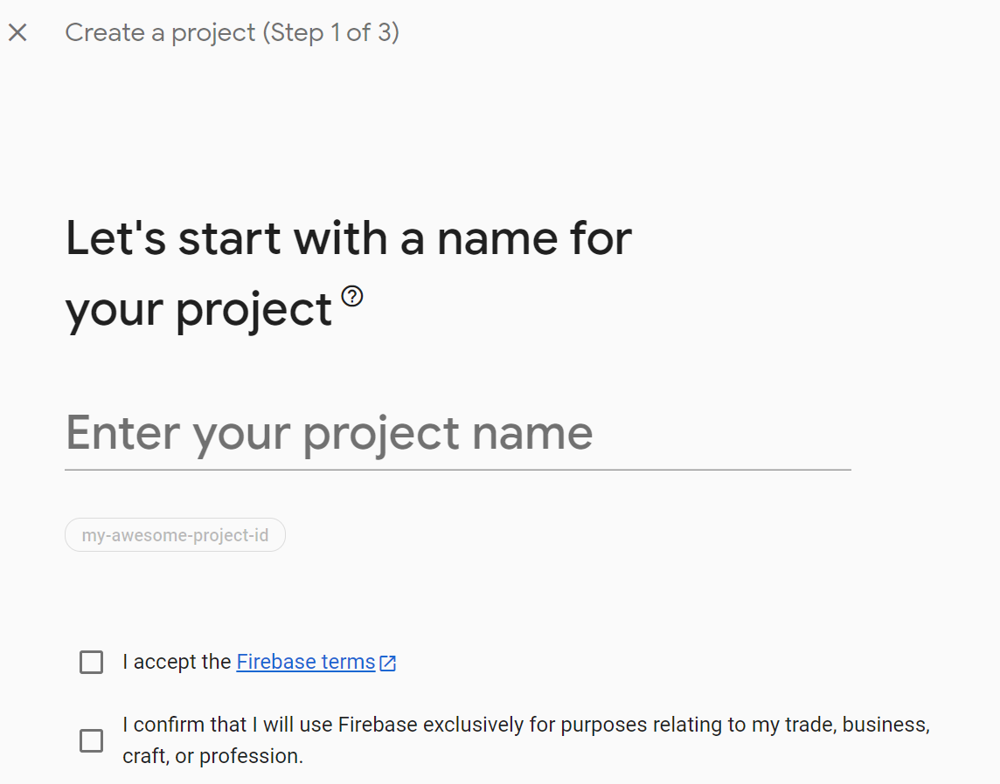 Create a project (Step 1 of 3)
Let's start with a name for
your project
Enter your project name
my-awesome-project-id
I accept the Firebase terms
I confirm that I will use Firebase exclusively for purposes relating to my trade, business,
craft, or profession.